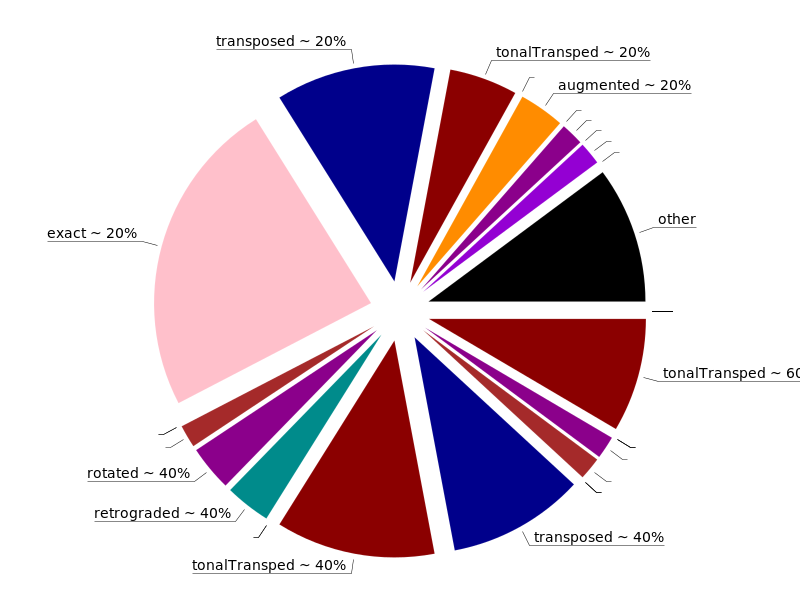 transposed ~ 20%
tonalTransped ~ 20%
augmented ~ 20%
other
exact ~ 20%
tonalTransped ~ 60
rotated ~ 40%
retrograded ~ 40%
transposed ~ 40%
tonalTransped ~ 40%